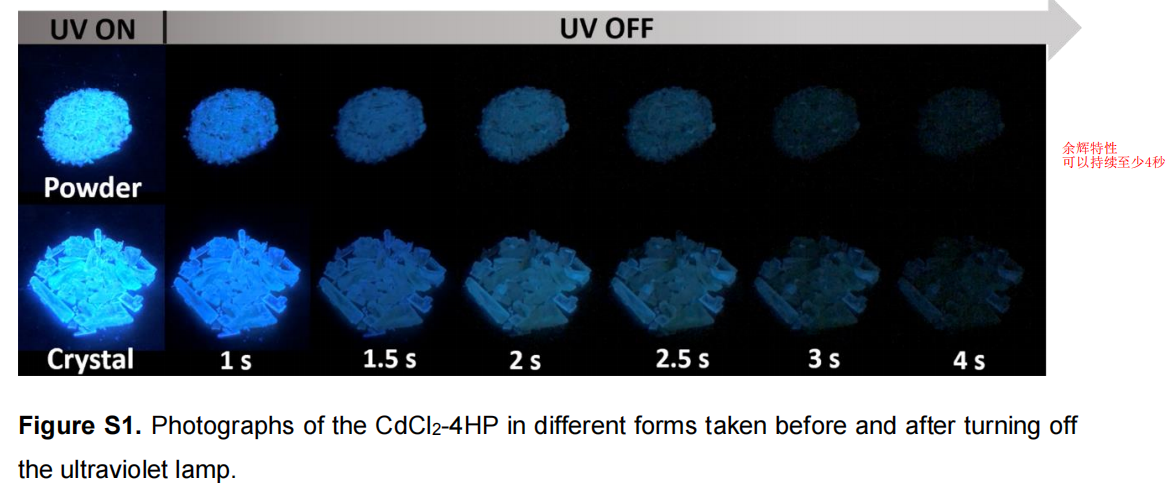 UV ON
UV OFF
Powder
余辉特性
可以持续至少4秒
Crystal
1 s
1.5 s
2 s
2.5 s
3 s
4 s
Figure S1. Photographs of the CdCl₂-4HP in different forms taken before and after turning off
the ultraviolet lamp.